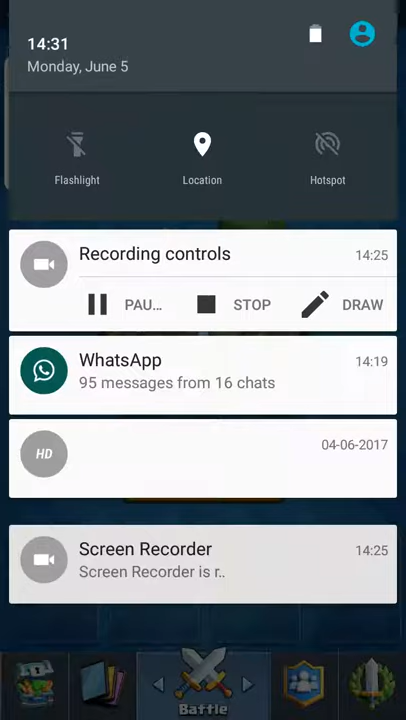 14:31
Monday, June 5
Flashlight
Location
Hotspot
Recording controls
14:25
PAU...
STOP
DRAW
WhatsApp
14:19
95 messages from 16 chats
HD
04-06-2017
Screen Recorder
14:25
Screen Recorder is r..
Battle